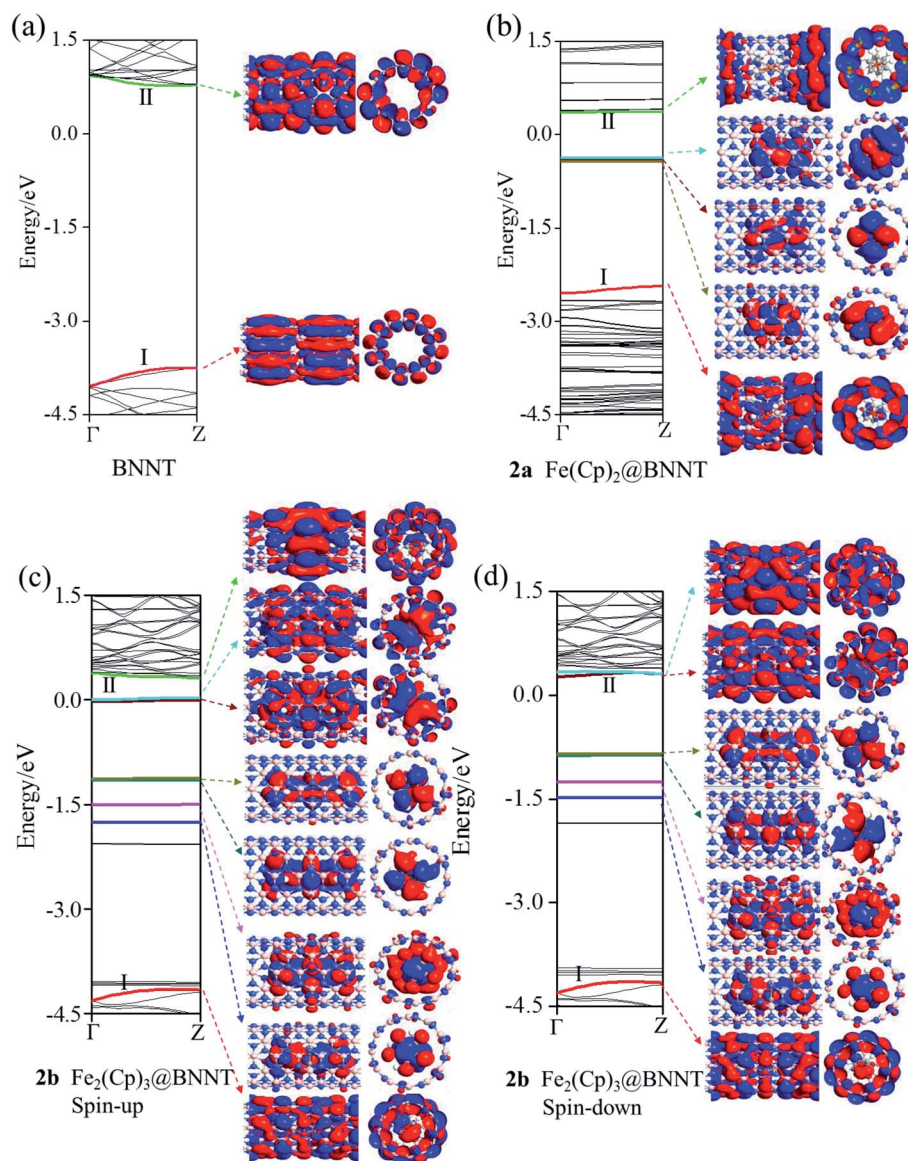 (a)
1.5
0.0
-1.5
-3.0
-4.5
Energy/eV
II
I
Γ Z
BNNT
(b)
1.5
0.0
-1.5
-3.0
-4.5
Energy/eV
II
I
Γ Z
2a Fe(Cp)₂@BNNT
(c)
1.5
0.0
-1.5
-3.0
-4.5
Energy/eV
II
I
Γ Z
2b Fe₂(Cp)₃@BNNT
Spin-up
(d)
1.5
0.0
-1.5
-3.0
-4.5
Energy/eV
II
I
Γ Z
2b Fe₂(Cp)₃@BNNT
Spin-down